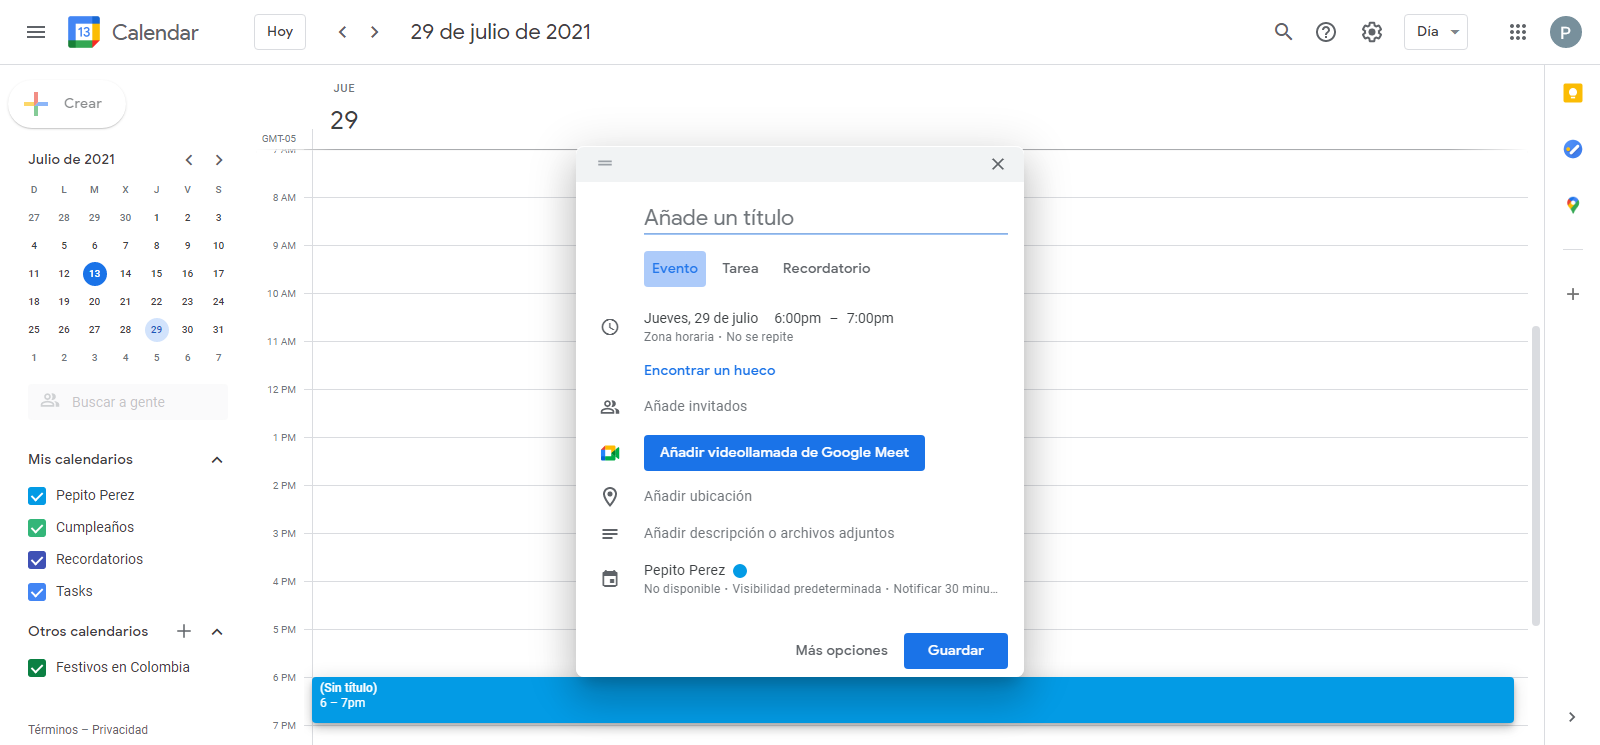 13 Calendar Hoy 29 de julio de 2021 Día P
Crear
Julio de 2021
D L M X J V S
27 28 29 30 1 2 3
4 5 6 7 8 9 10
11 12 13 14 15 16 17
18 19 20 21 22 23 24
25 26 27 28 29 30 31
1 2 3 4 5 6 7
Buscar a gente
Mis calendarios
Pepito Perez
Cumpleaños
Recordatorios
Tasks
Otros calendarios
Festivos en Colombia
Términos – Privacidad
JUE
29
GMT-05
7 AM
8 AM
9 AM
10 AM
11 AM
12 PM
1 PM
2 PM
3 PM
4 PM
5 PM
6 PM
7 PM
Añade un título
Evento Tarea Recordatorio
Jueves, 29 de julio 6:00pm – 7:00pm
Zona horaria · No se repite
Encontrar un hueco
Añade invitados
Añadir videollamada de Google Meet
Añadir ubicación
Añadir descripción o archivos adjuntos
Pepito Perez
No disponible · Visibilidad predeterminada · Notificar 30 minu...
Más opciones Guardar
(Sin título)
6 – 7pm